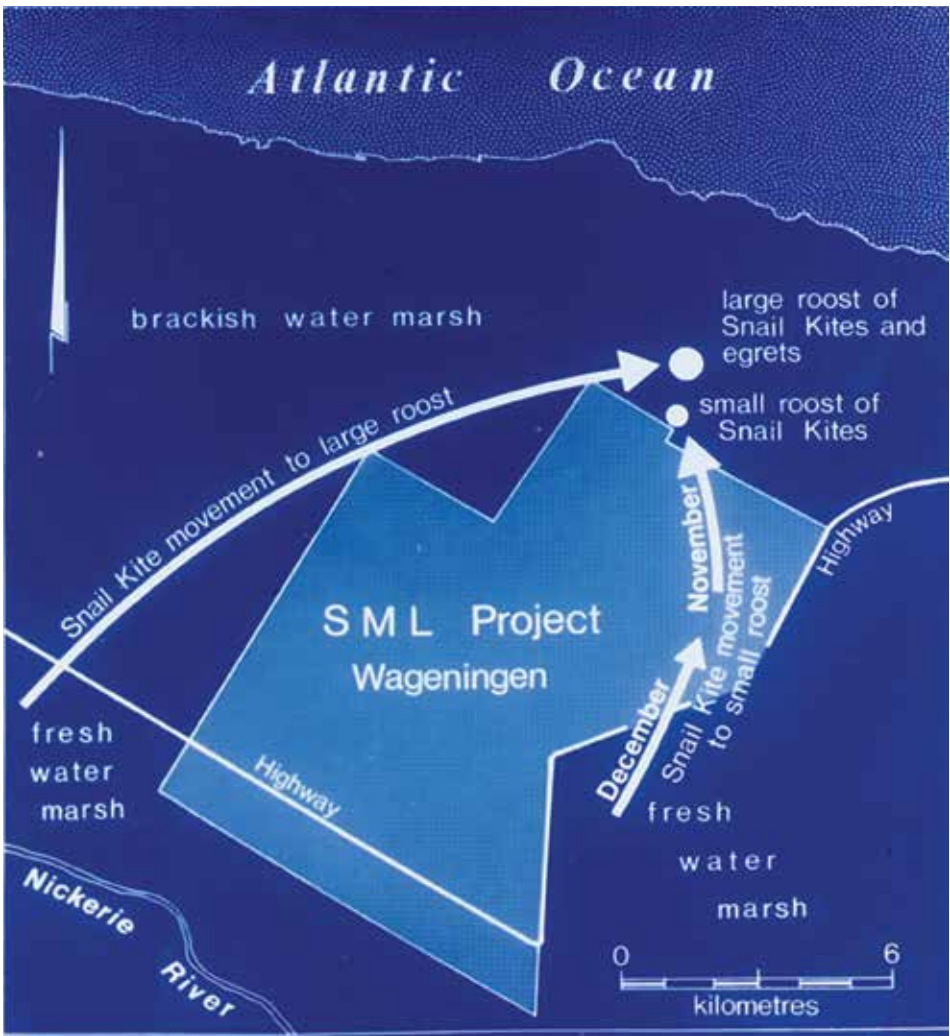 Atlantic Ocean
brackish water marsh
large roost of
Snail Kites and
egrets
small roost of
Snail Kites
Snail Kite movement to large roost
Highway
November
Snail Kite movement
to small roost
December
S M L Project
Wageningen
Highway
fresh
water
marsh
fresh
water
marsh
Nickerie
River
0 6
kilometres